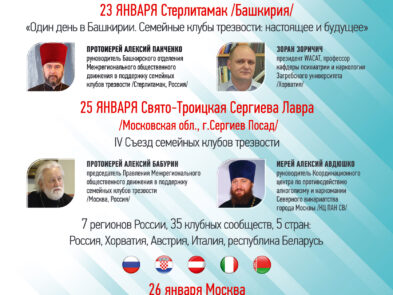 23 ЯНВАРЯ Стерлитамак /Башкирия/
«Один день в Башкирии. Семейные клубы трезвости: настоящее и будущее»
ПРОТОИЕРЕЙ АЛЕКСИЙ ПАНЧЕНКО
руководитель Башкирского отделения
Межрегионального общественного
движения в поддержку семейных
клубов трезвости /Стерлитамак, Россия/
ЗОРАН ЗОРИЧИЧ
президент WACAT, профессор
кафедры психиатрии и наркологии
Загребского университета
/Хорватия/
25 ЯНВАРЯ Свято-Троицкая Сергиева Лавра
/Московская обл., г.Сергиев Посад/
IV Съезд семейных клубов трезвости
ПРОТОИЕРЕЙ АЛЕКСИЙ БАБУРИН
председатель Правления Межрегионального
общественного движения в поддержку
семейных клубов трезвости
/Москва, Россия/
ИЕРЕЙ АЛЕКСИЙ АВДЮШКО
руководитель Координационного
центра по противодействию
алкоголизму и наркомании
Северного викариатства
города Москвы /НЦ ПАН СВ/
7 регионов России, 35 клубных сообществ, 5 стран:
Россия, Хорватия, Австрия, Италия, республика Беларусь
26 января Москва